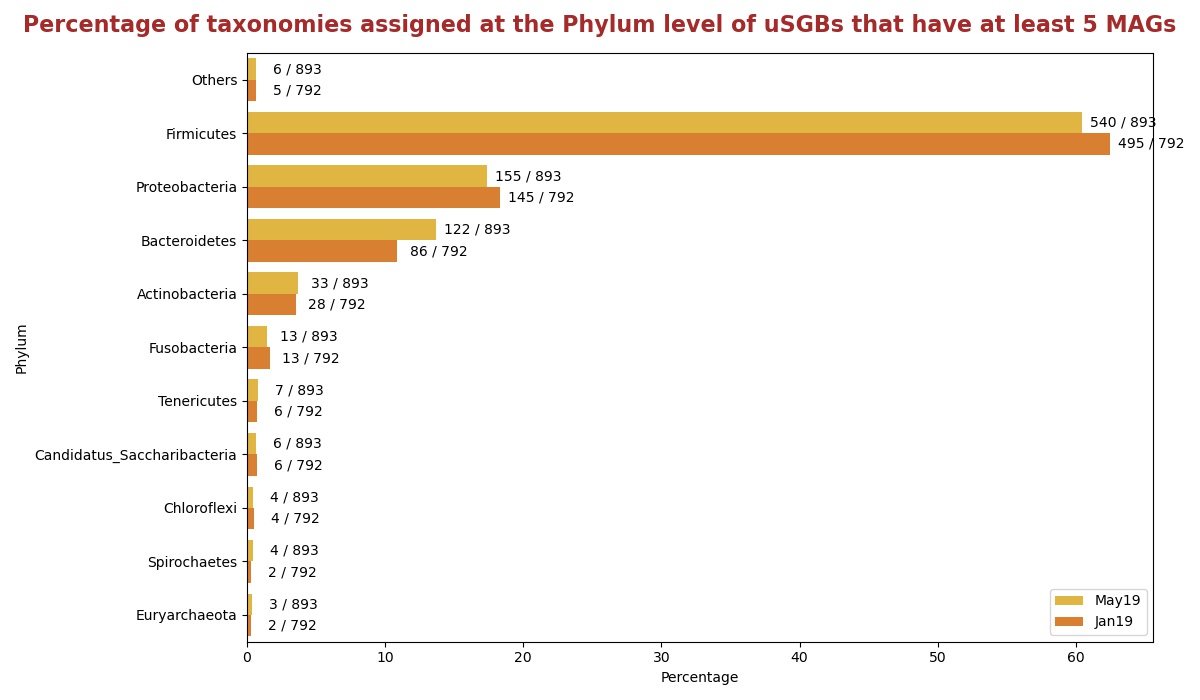 Percentage of taxonomies assigned at the Phylum level of uSGBs that have at least 5 MAGs
Phylum
Others
6 / 893
5 / 792
Firmicutes
540 / 893
495 / 792
Proteobacteria
155 / 893
145 / 792
Bacteroidetes
122 / 893
86 / 792
Actinobacteria
33 / 893
28 / 792
Fusobacteria
13 / 893
13 / 792
Tenericutes
7 / 893
6 / 792
Candidatus_Saccharibacteria
6 / 893
6 / 792
Chloroflexi
4 / 893
4 / 792
Spirochaetes
4 / 893
2 / 792
Euryarchaeota
3 / 893
2 / 792
May19
Jan19
0 10 20 30 40 50 60
Percentage